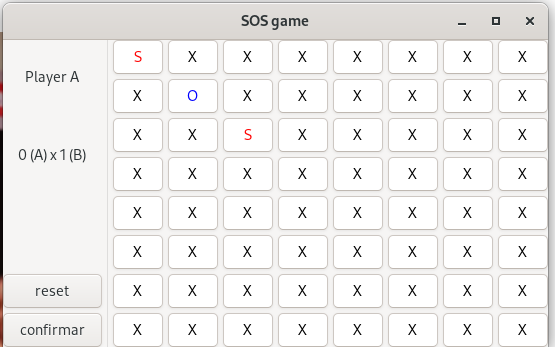 SOS game
Player A
0 (A) x 1 (B)
reset
confirmar
S X X X X X X X
X O X X X X X X
X X S X X X X X
X X X X X X X X
X X X X X X X X
X X X X X X X X
X X X X X X X X
X X X X X X X X